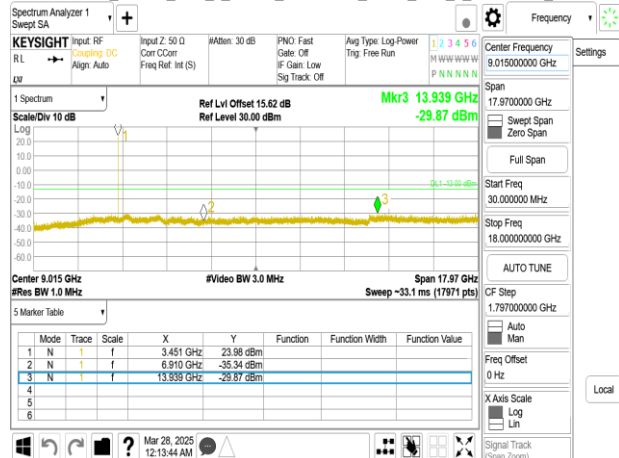 Spectrum Analyzer 1
Swept SA
+
Frequency
Settings
KEYSIGHT
RL
Input: RF
Coupling: DC
Align: Auto
Input Z: 50 Ω
Corr CCorr
Freq Ref: Int (S)
#Atten: 30 dB
PNO: Fast
Gate: Off
IF Gain: Low
Sig Track: Off
Avg Type: Log-Power
Trig: Free Run
1 2 3 4 5 6
M W W W W W
P N N N N N
LXI
1 Spectrum
Scale/Div 10 dB
Ref Lvl Offset 15.62 dB
Ref Level 30.00 dBm
Mkr3 13.939 GHz
-29.87 dBm
Log
20.0
10.0
0.00
-10.0
-20.0
-30.0
-40.0
-50.0
-60.0
1
2
3
DL1 -13.00 dBm
Center 9.015 GHz
#Res BW 1.0 MHz
#Video BW 3.0 MHz
Span 17.97 GHz
Sweep ~33.1 ms (17971 pts)
5 Marker Table
Mode Trace Scale X Y Function Function Width Function Value
1 N 1 f 3.451 GHz 23.98 dBm
2 N 1 f 6.910 GHz -35.34 dBm
3 N 1 f 13.939 GHz -29.87 dBm
4
5
6
Mar 28, 2025
12:13:44 AM
Center Frequency
9.015000000 GHz
Span
17.9700000 GHz
Swept Span
Zero Span
Full Span
Start Freq
30.000000 MHz
Stop Freq
18.000000000 GHz
AUTO TUNE
CF Step
1.797000000 GHz
Auto
Man
Freq Offset
0 Hz
X Axis Scale
Log
Lin
Signal Track
(Span Zoom)
Local